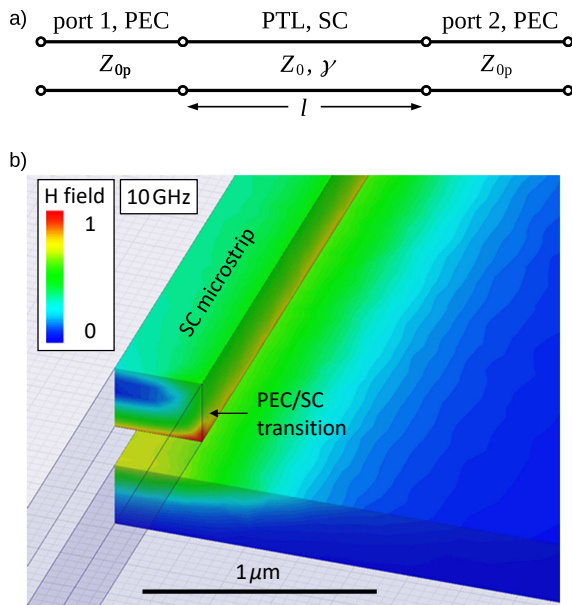 a)
port 1, PEC PTL, SC port 2, PEC
Z0p Z0, γ Z0p
l
b)
H field
1
0
10 GHz
SC microstrip
PEC/SC
transition
1 μm